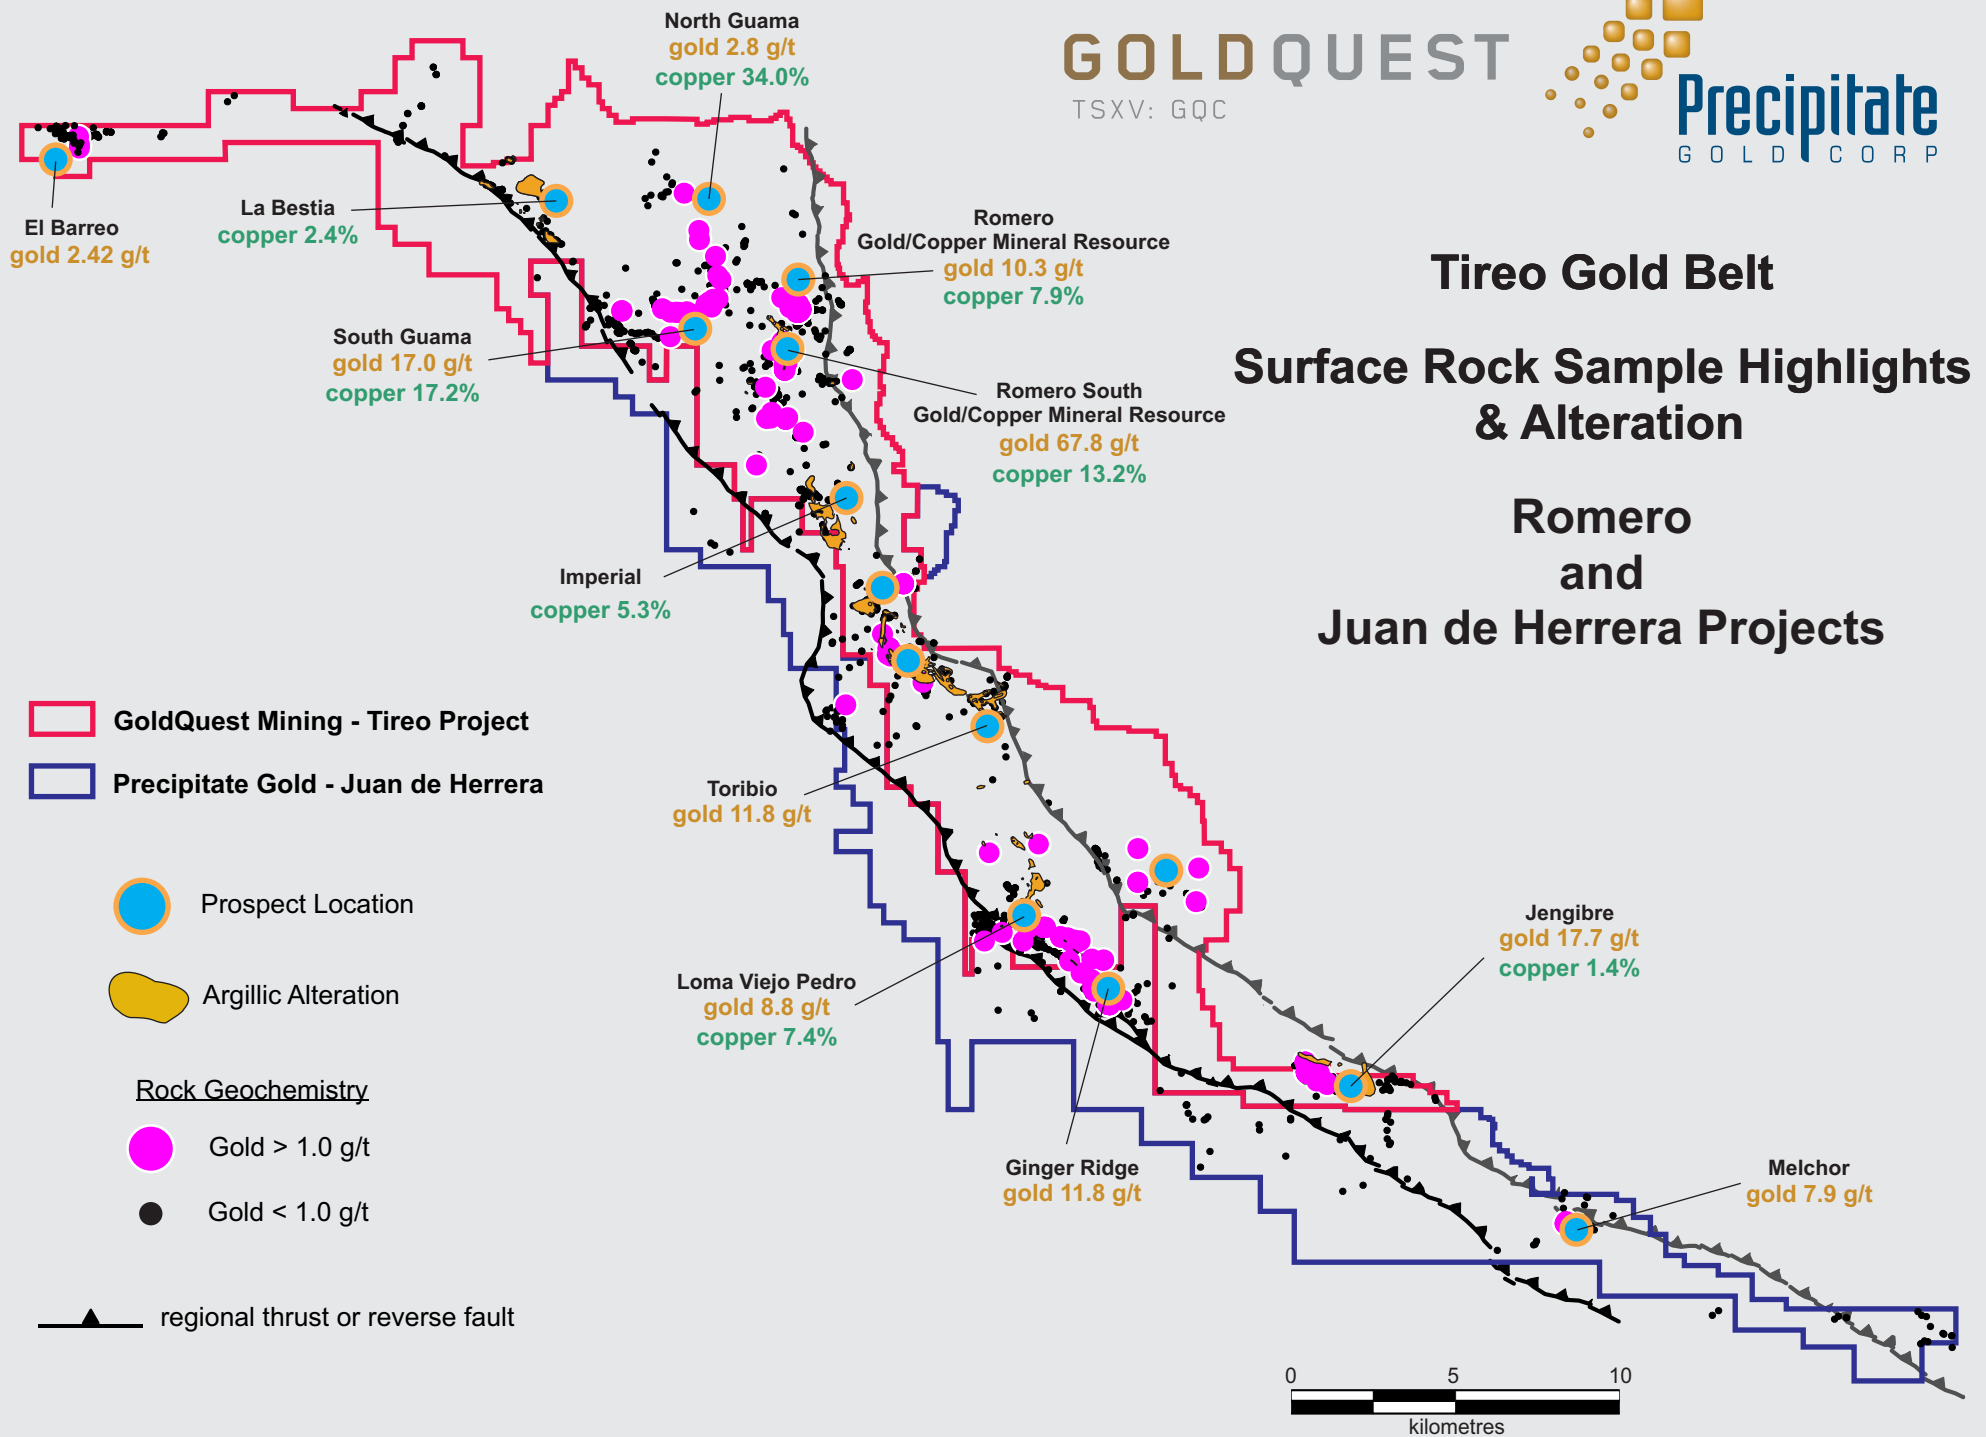 GOLDQUEST
TSXV: GQC
Precipitate
GOLD CORP
Tireo Gold Belt
Surface Rock Sample Highlights
& Alteration
Romero
and
Juan de Herrera Projects
North Guama
gold 2.8 g/t
copper 34.0%
El Barreo
gold 2.42 g/t
La Bestia
copper 2.4%
Romero
Gold/Copper Mineral Resource
gold 10.3 g/t
copper 7.9%
South Guama
gold 17.0 g/t
copper 17.2%
Romero South
Gold/Copper Mineral Resource
gold 67.8 g/t
copper 13.2%
Imperial
copper 5.3%
Toribio
gold 11.8 g/t
Loma Viejo Pedro
gold 8.8 g/t
copper 7.4%
Jengibre
gold 17.7 g/t
copper 1.4%
Ginger Ridge
gold 11.8 g/t
Melchor
gold 7.9 g/t
GoldQuest Mining - Tireo Project
Precipitate Gold - Juan de Herrera
Prospect Location
Argillic Alteration
Rock Geochemistry
Gold > 1.0 g/t
Gold < 1.0 g/t
regional thrust or reverse fault
0 5 10
kilometres